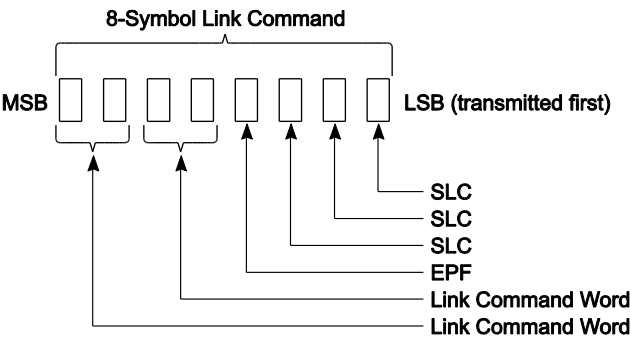 8-Symbol Link Command
MSB
LSB (transmitted first)
SLC
SLC
SLC
EPF
Link Command Word
Link Command Word